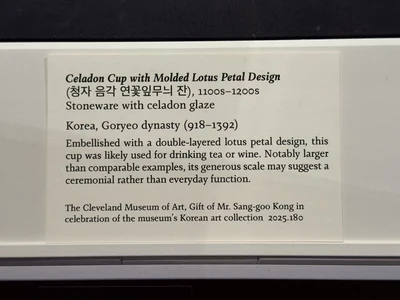 Celadon Cup with Molded Lotus Petal Design
(청자 음각 연꽃잎무늬 잔), 1100s–1200s
Stoneware with celadon glaze
Korea, Goryeo dynasty (918–1392)
Embellished with a double-layered lotus petal design, this
cup was likely used for drinking tea or wine. Notably larger
than comparable examples, its generous scale may suggest a
ceremonial rather than everyday function.
The Cleveland Museum of Art, Gift of Mr. Sang-goo Kong in
celebration of the museum's Korean art collection 2025.180